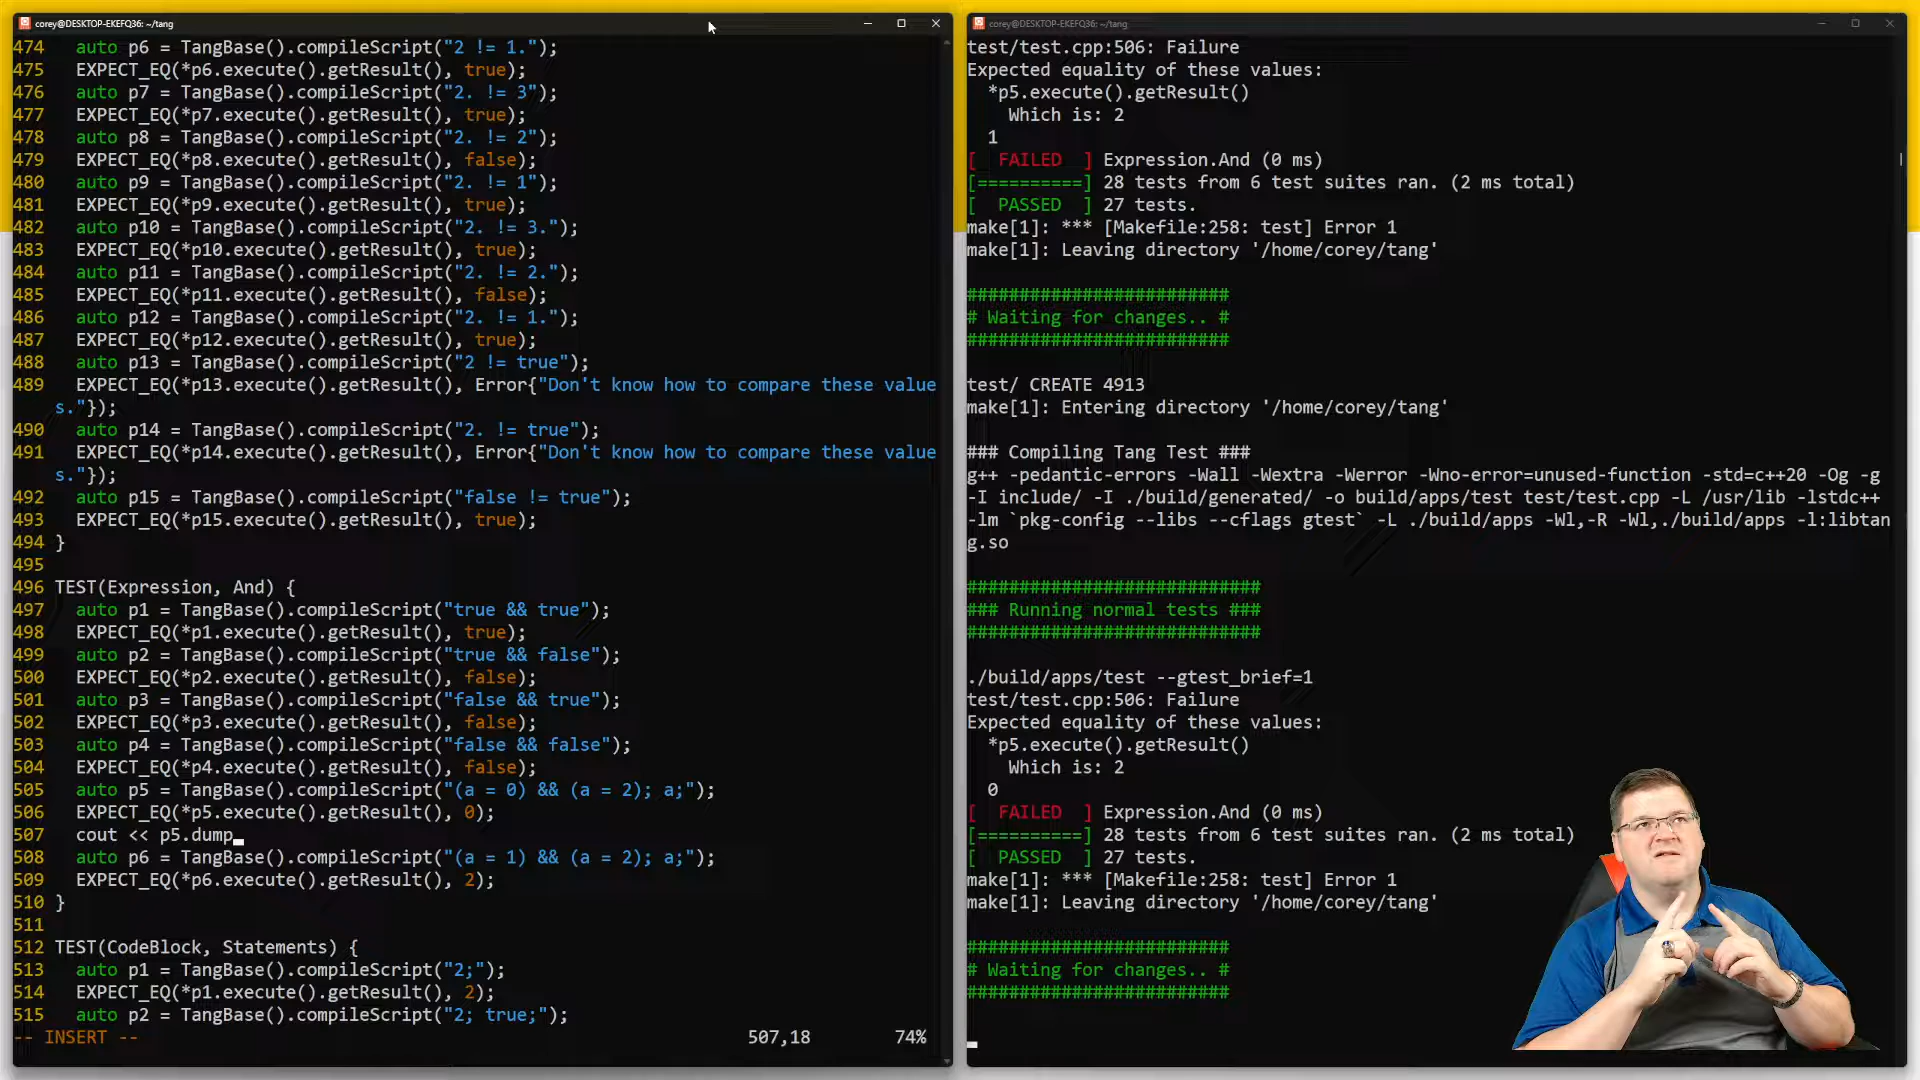 corey@DESKTOP-EKEFQ36: ~/tang
474 auto p6 = TangBase().compileScript("2 != 1.");
475 EXPECT_EQ(*p6.execute().getResult(), true);
476 auto p7 = TangBase().compileScript("2. != 3");
477 EXPECT_EQ(*p7.execute().getResult(), true);
478 auto p8 = TangBase().compileScript("2. != 2");
479 EXPECT_EQ(*p8.execute().getResult(), false);
480 auto p9 = TangBase().compileScript("2. != 1");
481 EXPECT_EQ(*p9.execute().getResult(), true);
482 auto p10 = TangBase().compileScript("2. != 3.");
483 EXPECT_EQ(*p10.execute().getResult(), true);
484 auto p11 = TangBase().compileScript("2. != 2.");
485 EXPECT_EQ(*p11.execute().getResult(), false);
486 auto p12 = TangBase().compileScript("2. != 1.");
487 EXPECT_EQ(*p12.execute().getResult(), true);
488 auto p13 = TangBase().compileScript("2 != true");
489 EXPECT_EQ(*p13.execute().getResult(), Error{"Don't know how to compare these value
s."});
490 auto p14 = TangBase().compileScript("2. != true");
491 EXPECT_EQ(*p14.execute().getResult(), Error{"Don't know how to compare these value
s."});
492 auto p15 = TangBase().compileScript("false != true");
493 EXPECT_EQ(*p15.execute().getResult(), true);
494 }
495
496 TEST(Expression, And) {
497 auto p1 = TangBase().compileScript("true && true");
498 EXPECT_EQ(*p1.execute().getResult(), true);
499 auto p2 = TangBase().compileScript("true && false");
500 EXPECT_EQ(*p2.execute().getResult(), false);
501 auto p3 = TangBase().compileScript("false && true");
502 EXPECT_EQ(*p3.execute().getResult(), false);
503 auto p4 = TangBase().compileScript("false && false");
504 EXPECT_EQ(*p4.execute().getResult(), false);
505 auto p5 = TangBase().compileScript("(a = 0) && (a = 2); a;");
506 EXPECT_EQ(*p5.execute().getResult(), 0);
507 cout << p5.dump
508 auto p6 = TangBase().compileScript("(a = 1) && (a = 2); a;");
509 EXPECT_EQ(*p6.execute().getResult(), 2);
510 }
511
512 TEST(CodeBlock, Statements) {
513 auto p1 = TangBase().compileScript("2;");
514 EXPECT_EQ(*p1.execute().getResult(), 2);
515 auto p2 = TangBase().compileScript("2; true;");
-- INSERT -- 507,18 74%
corey@DESKTOP-EKEFQ36: ~/tang
test/test.cpp:506: Failure
Expected equality of these values:
*p5.execute().getResult()
Which is: 2
1
[  FAILED  ] Expression.And (0 ms)
[==========] 28 tests from 6 test suites ran. (2 ms total)
[  PASSED  ] 27 tests.
make[1]: *** [Makefile:258: test] Error 1
make[1]: Leaving directory '/home/corey/tang'
#########################
# Waiting for changes.. #
#########################
test/ CREATE 4913
make[1]: Entering directory '/home/corey/tang'
### Compiling Tang Test ###
g++ -pedantic-errors -Wall -Wextra -Werror -Wno-error=unused-function -std=c++20 -Og -g
-I include/ -I ./build/generated/ -o build/apps/test test/test.cpp -L /usr/lib -lstdc++
-lm `pkg-config --libs --cflags gtest` -L ./build/apps -Wl,-R -Wl,./build/apps -l:libtan
g.so
############################
### Running normal tests ###
############################
./build/apps/test --gtest_brief=1
test/test.cpp:506: Failure
Expected equality of these values:
*p5.execute().getResult()
Which is: 2
0
[  FAILED  ] Expression.And (0 ms)
[==========] 28 tests from 6 test suites ran. (2 ms total)
[  PASSED  ] 27 tests.
make[1]: *** [Makefile:258: test] Error 1
make[1]: Leaving directory '/home/corey/tang'
#########################
# Waiting for changes.. #
#########################